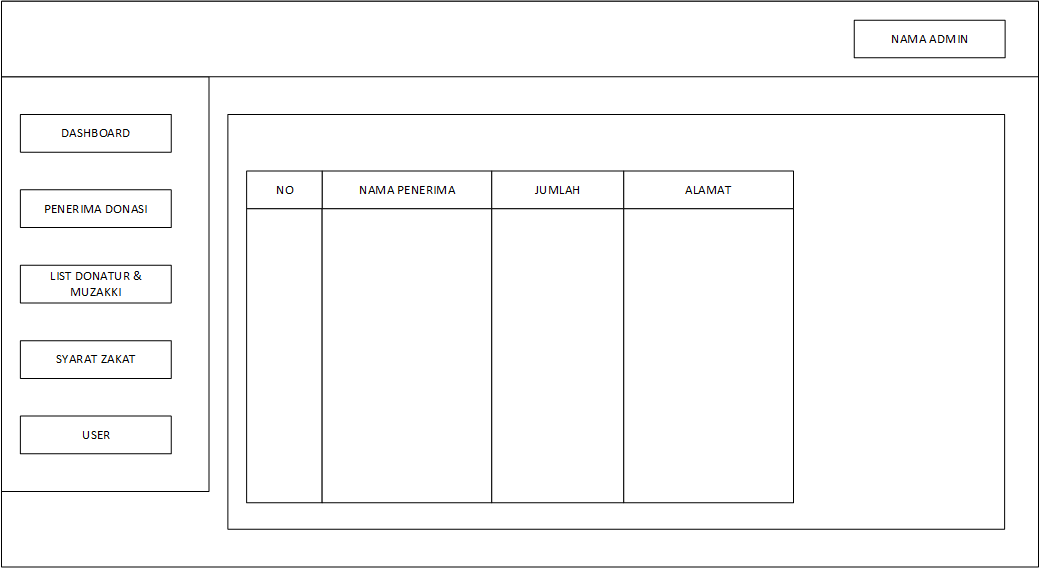 NAMA ADMIN
DASHBOARD
PENERIMA DONASI
LIST DONATUR &
MUZAKKI
SYARAT ZAKAT
USER
NO NAMA PENERIMA JUMLAH ALAMAT